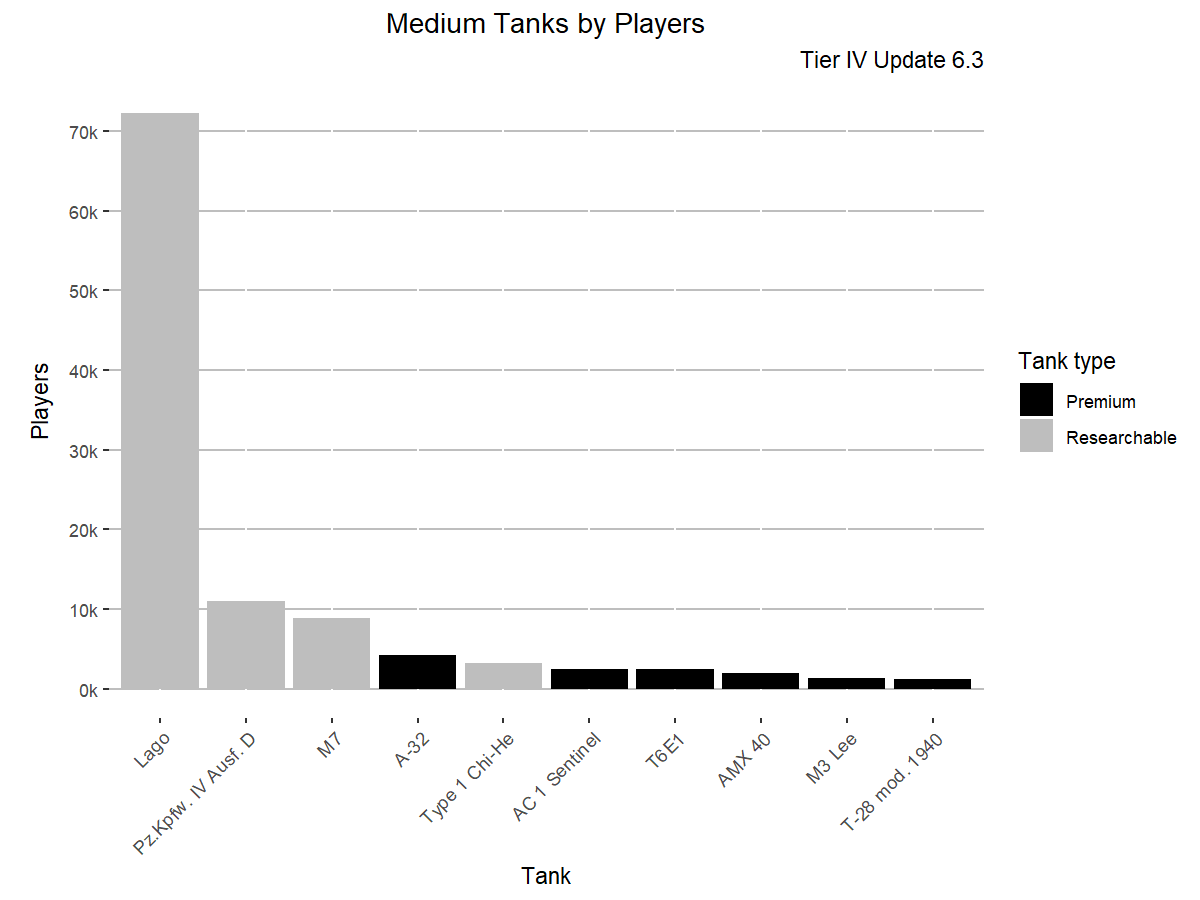 Medium Tanks by Players
Tier IV Update 6.3
Players
70k
60k
50k
40k
30k
20k
10k
0k
Lago
Pz.Kpfw. IV Ausf. D
M7
A-32
Type 1 Chi-He
AC 1 Sentinel
T6E1
AMX 40
M3 Lee
T-28 mod. 1940
Tank
Tank type
Premium
Researchable